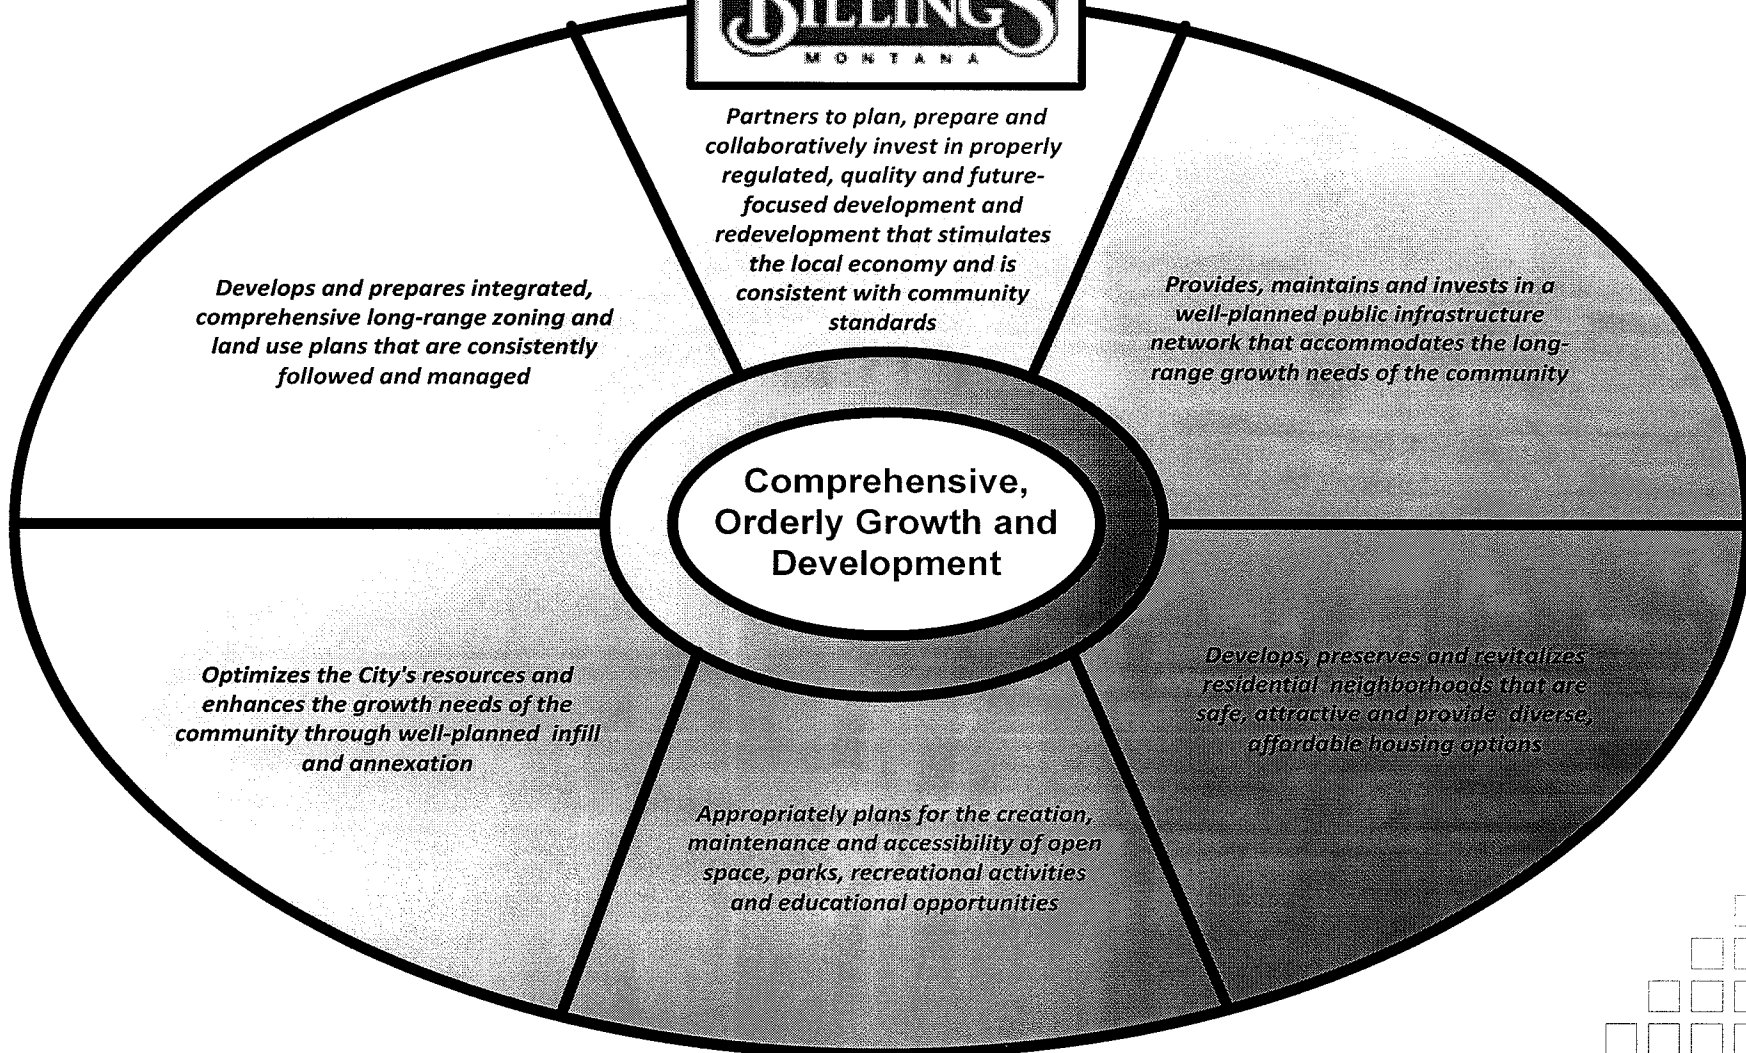 BILLINGS
MONTANA
Partners to plan, prepare and
collaboratively invest in properly
regulated, quality and future-
focused development and
redevelopment that stimulates
the local economy and is
consistent with community
standards
Develops and prepares integrated,
comprehensive long-range zoning and
land use plans that are consistently
followed and managed
Provides, maintains and invests in a
well-planned public infrastructure
network that accommodates the long-
range growth needs of the community
Comprehensive,
Orderly Growth and
Development
Optimizes the City's resources and
enhances the growth needs of the
community through well-planned infill
and annexation
Develops, preserves and revitalizes
residential neighborhoods that are
safe, attractive and provide diverse,
affordable housing options
Appropriately plans for the creation,
maintenance and accessibility of open
space, parks, recreational activities
and educational opportunities